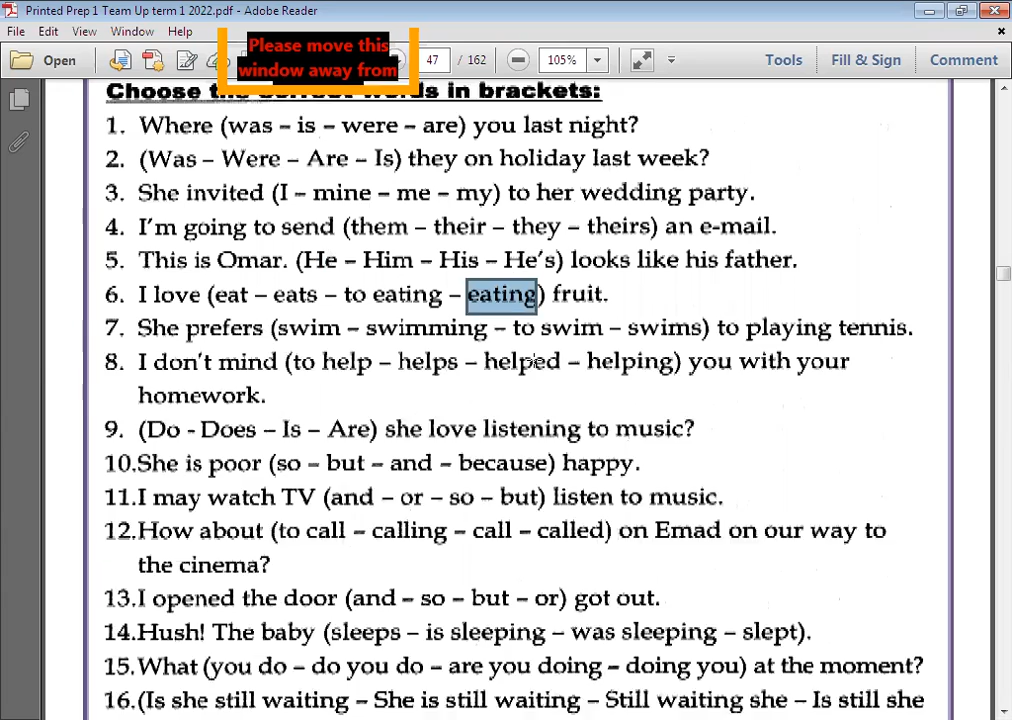 Printed Prep 1 Team Up term 1 2022.pdf - Adobe Reader
File Edit View Window Help
Please move this
window away from
Open 47 / 162 105% Tools Fill & Sign Comment
Choose the correct words in brackets:
1. Where (was – is – were – are) you last night?
2. (Was – Were – Are – Is) they on holiday last week?
3. She invited (I – mine – me – my) to her wedding party.
4. I'm going to send (them – their – they – theirs) an e-mail.
5. This is Omar. (He – Him – His – He's) looks like his father.
6. I love (eat – eats – to eating – eating) fruit.
7. She prefers (swim – swimming – to swim – swims) to playing tennis.
8. I don't mind (to help – helps – helped – helping) you with your
homework.
9. (Do - Does – Is – Are) she love listening to music?
10.She is poor (so – but – and – because) happy.
11.I may watch TV (and – or – so – but) listen to music.
12.How about (to call – calling – call – called) on Emad on our way to
the cinema?
13.I opened the door (and – so – but – or) got out.
14.Hush! The baby (sleeps – is sleeping – was sleeping – slept).
15.What (you do – do you do – are you doing – doing you) at the moment?
16.(Is she still waiting – She is still waiting – Still waiting she – Is still she